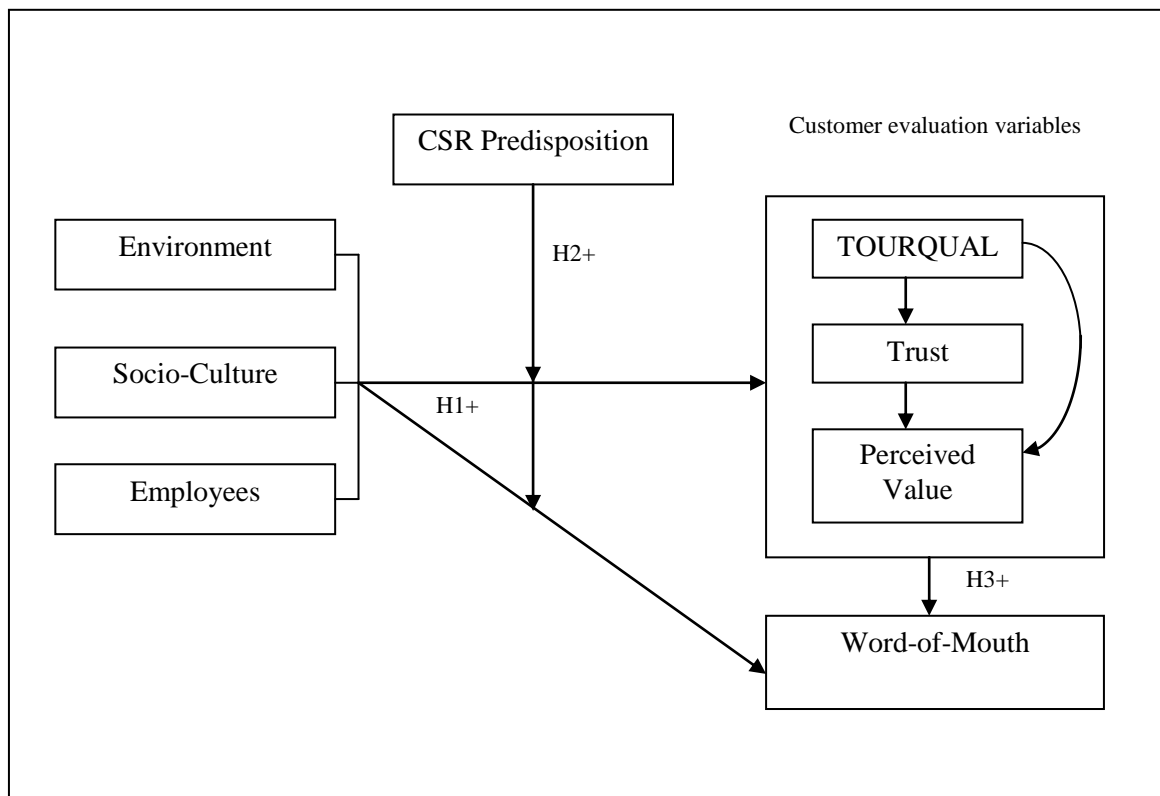 CSR Predisposition
Customer evaluation variables
Environment
H2+
TOURQUAL
Socio-Culture
Trust
H1+
Employees
Perceived
Value
H3+
Word-of-Mouth